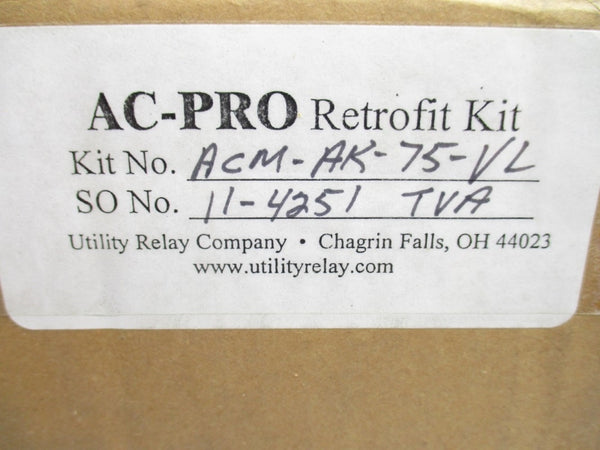 AC-PRO Retrofit Kit
Kit No. ACM-AK-75-VL
SO No. 11-4251 TVA
Utility Relay Company • Chagrin Falls, OH 44023
www.utilityrelay.com